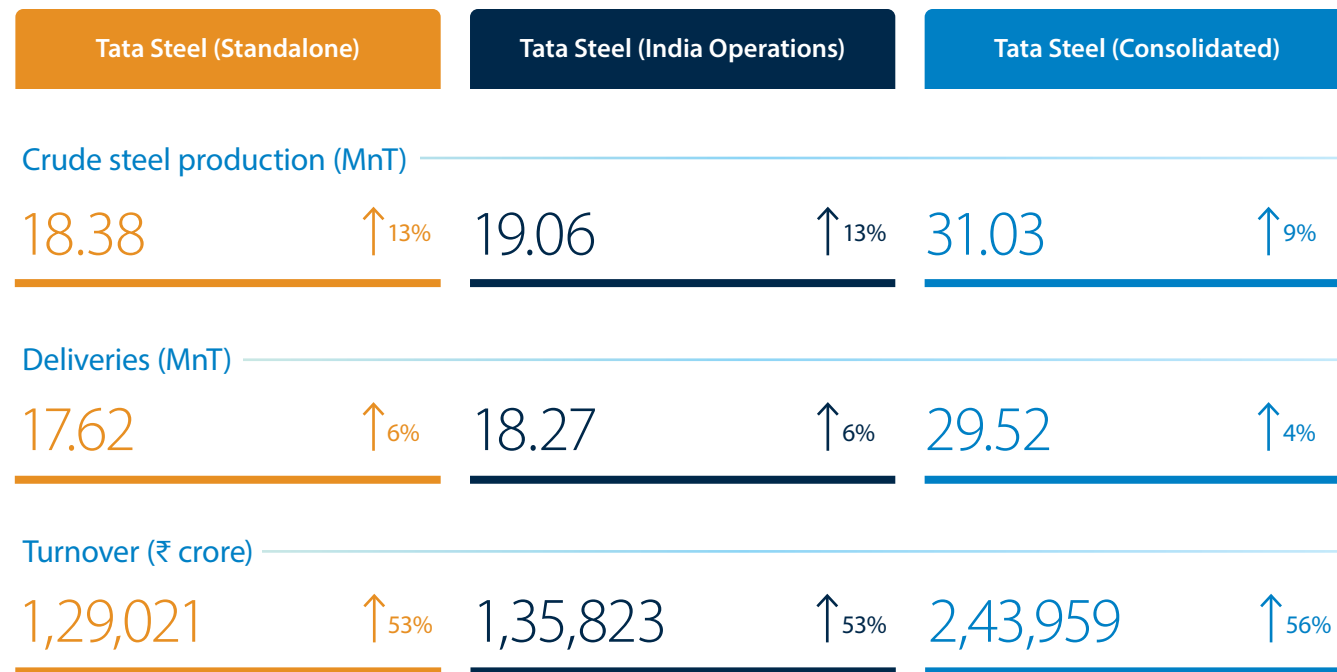 Tata Steel (Standalone) Tata Steel (India Operations) Tata Steel (Consolidated)
Crude steel production (MnT)
18.38 ↑13% 19.06 ↑13% 31.03 ↑9%
Deliveries (MnT)
17.62 ↑6% 18.27 ↑6% 29.52 ↑4%
Turnover (₹ crore)
1,29,021 ↑53% 1,35,823 ↑53% 2,43,959 ↑56%